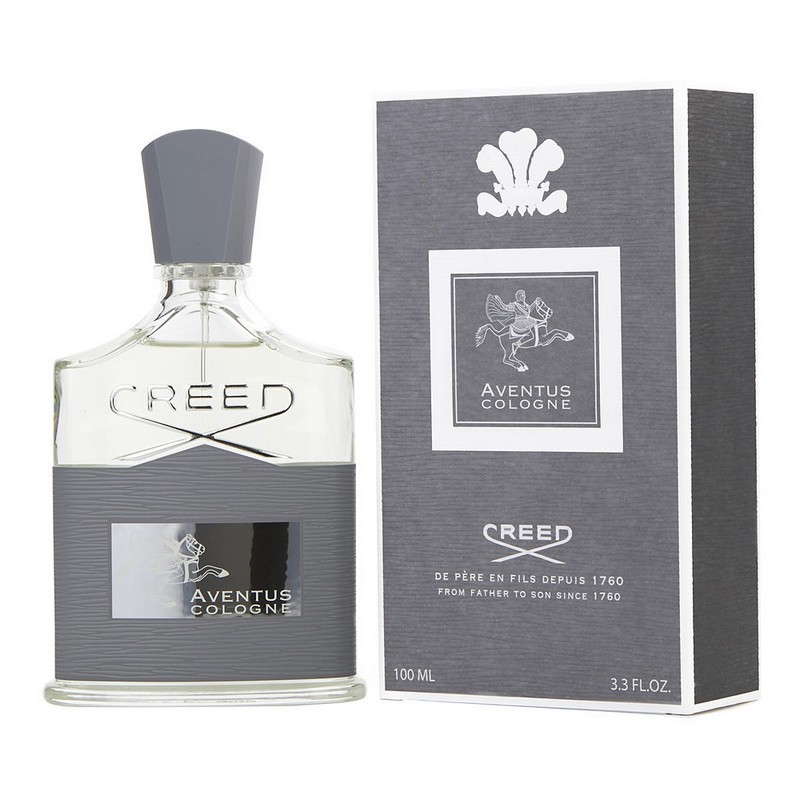 CREED
AVENTUS
COLOGNE
AVENTUS
COLOGNE
CREED
DE PÈRE EN FILS DEPUIS 1760
FROM FATHER TO SON SINCE 1760
100 ML
3.3 FL.OZ.